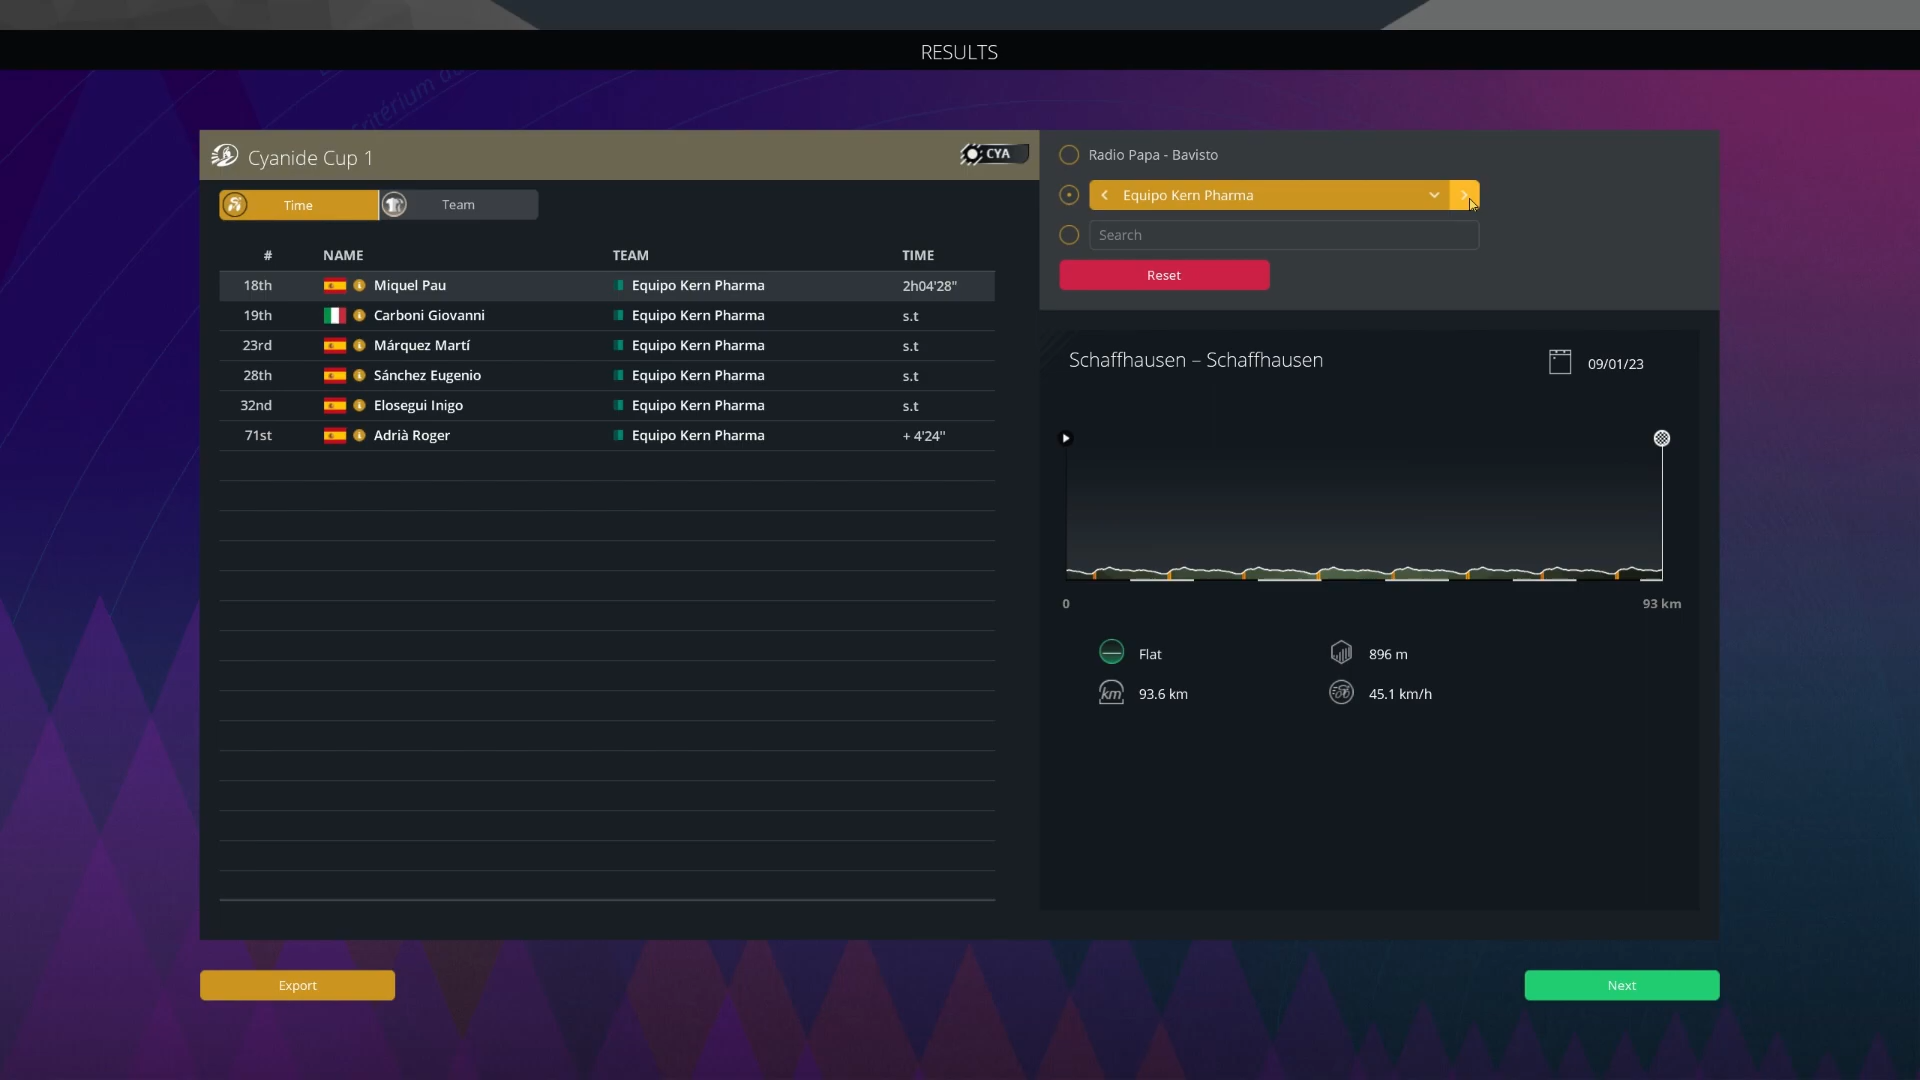 RESULTS
Critérium du
Cyanide Cup 1
CYA
Time
Team
# NAME TEAM TIME
18th Miquel Pau Equipo Kern Pharma 2h04'28"
19th Carboni Giovanni Equipo Kern Pharma s.t
23rd Márquez Martí Equipo Kern Pharma s.t
28th Sánchez Eugenio Equipo Kern Pharma s.t
32nd Elosegui Inigo Equipo Kern Pharma s.t
71st Adrià Roger Equipo Kern Pharma + 4'24''
Radio Papa - Bavisto
Equipo Kern Pharma
Search
Reset
Schaffhausen – Schaffhausen
09/01/23
0
93 km
Flat
896 m
km
93.6 km
45.1 km/h
Export
Next